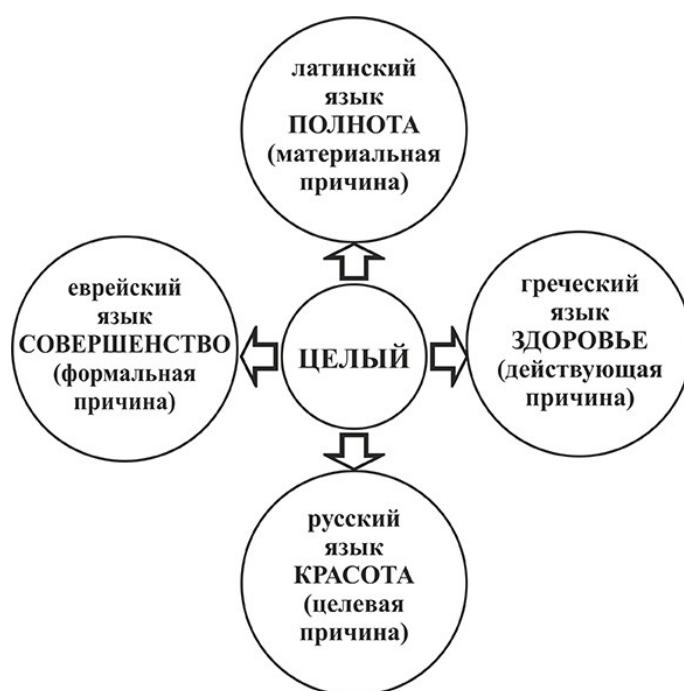 латинский
язык
ПОЛНОТА
(материальная
причина)
еврейский
язык
СОВЕРШЕНСТВО
(формальная
причина)
ЦЕЛЫЙ
греческий
язык
ЗДОРОВЬЕ
(действующая
причина)
русский
язык
КРАСОТА
(целевая
причина)